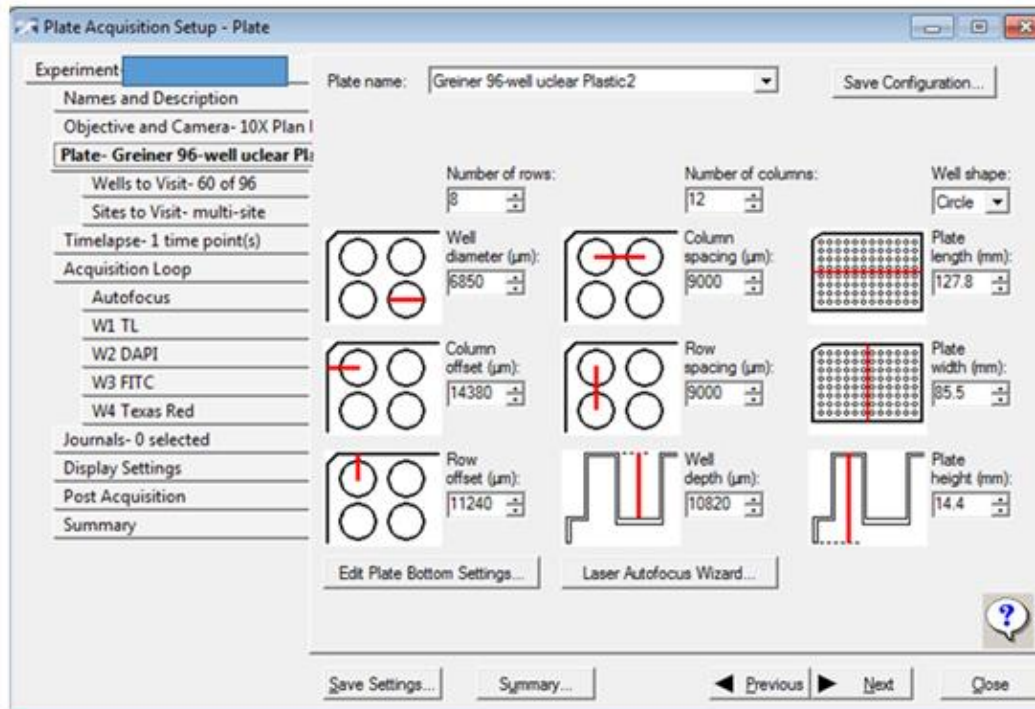 Plate Acquisition Setup - Plate
Experiment-
Names and Description
Objective and Camera- 10X Plan
Plate- Greiner 96-well uclear Pla
Wells to Visit- 60 of 96
Sites to Visit- multi-site
Timelapse- 1 time point(s)
Acquisition Loop
Autofocus
W1 TL
W2 DAPI
W3 FITC
W4 Texas Red
Journals- 0 selected
Display Settings
Post Acquisition
Summary
Plate name: Greiner 96-well uclear Plastic2
Save Configuration...
Number of rows:
8
Number of columns:
12
Well shape:
Circle
Well
diameter (µm):
6850
Column
spacing (µm):
9000
Plate
length (mm):
127.8
Column
offset (µm):
14380
Row
spacing (µm):
9000
Plate
width (mm):
85.5
Row
offset (µm):
11240
Well
depth (µm):
10820
Plate
height (mm):
14.4
Edit Plate Bottom Settings...
Laser Autofocus Wizard...
?
Save Settings...
Summary...
Previous
Next
Close